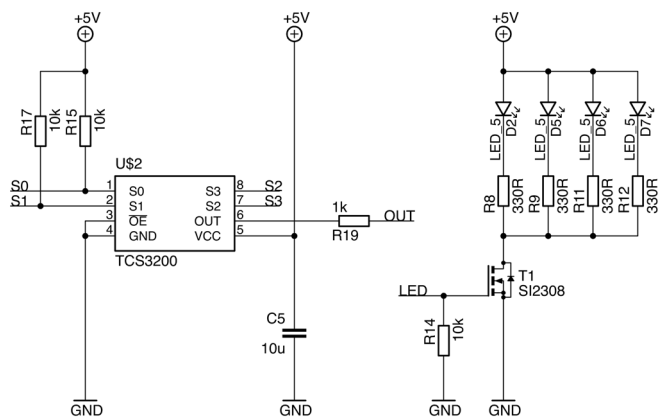 +5V
+5V
+5V
R17
10k
R15
10k
LED_5
D2
LED_5
D5
LED_5
D6
LED_5
D7
U$2
S0
S1
1
2
3
4
S0
S1
OE
GND
S3
S2
OUT
VCC
8
7
6
5
S2
S3
TCS3200
1k
R19
OUT
R8
330R
R9
330R
R11
330R
R12
330R
T1
SI2308
LED
C5
10u
R14
10k
GND
GND
GND
GND